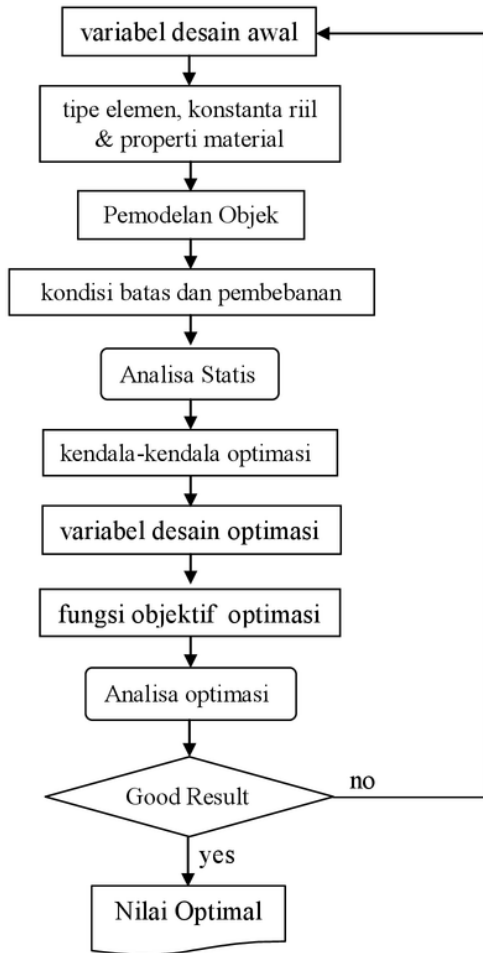 variabel desain awal
tipe elemen, konstanta riil
& properti material
Pemodelan Objek
kondisi batas dan pembebanan
Analisa Statis
kendala-kendala optimasi
variabel desain optimasi
fungsi objektif optimasi
Analisa optimasi
Good Result
no
yes
Nilai Optimal